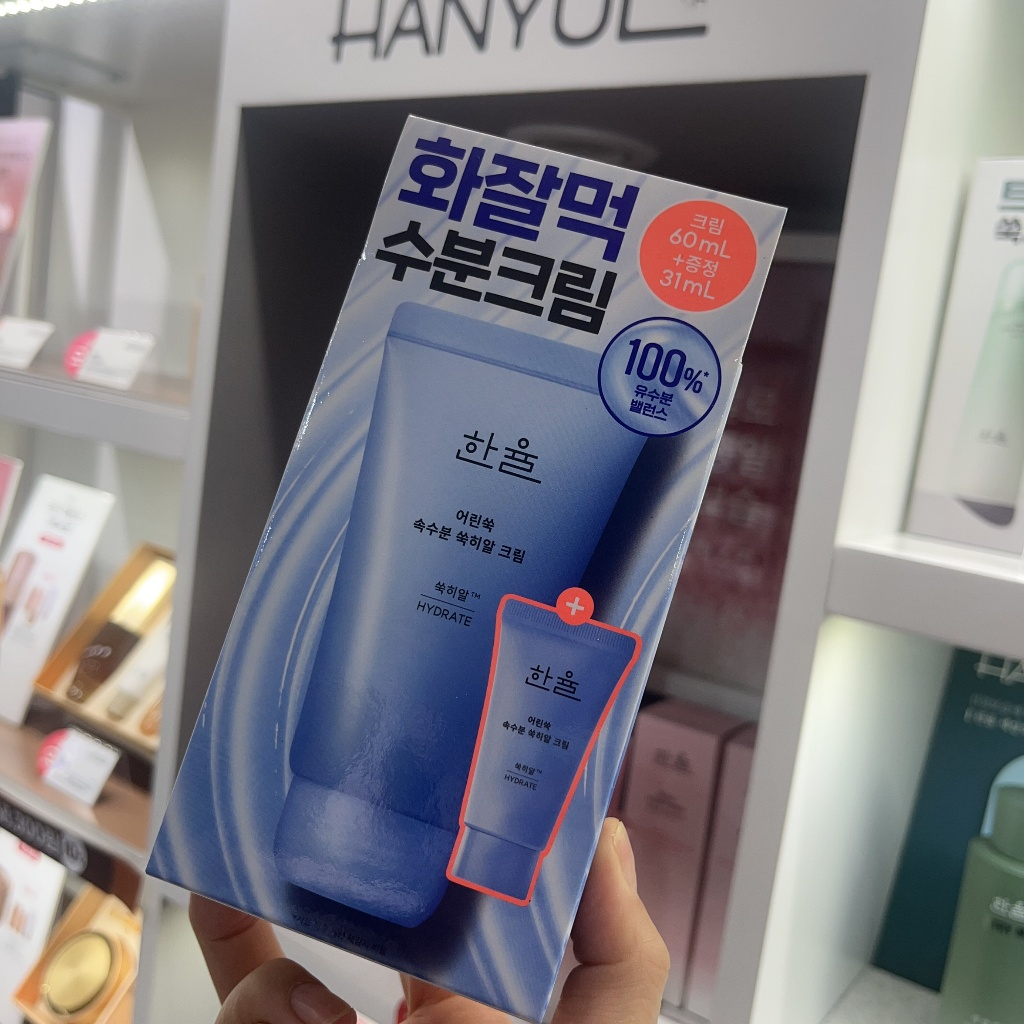 HANYUL
화잘먹
수분크림
크림
60mL
+증정
31mL
100%*
유수분
밸런스
한율
어린쑥
속수분 쑥히알 크림
쑥히알™
HYDRATE
+
한율
어린쑥
속수분 쑥히알 크림
쑥히알™
HYDRATE